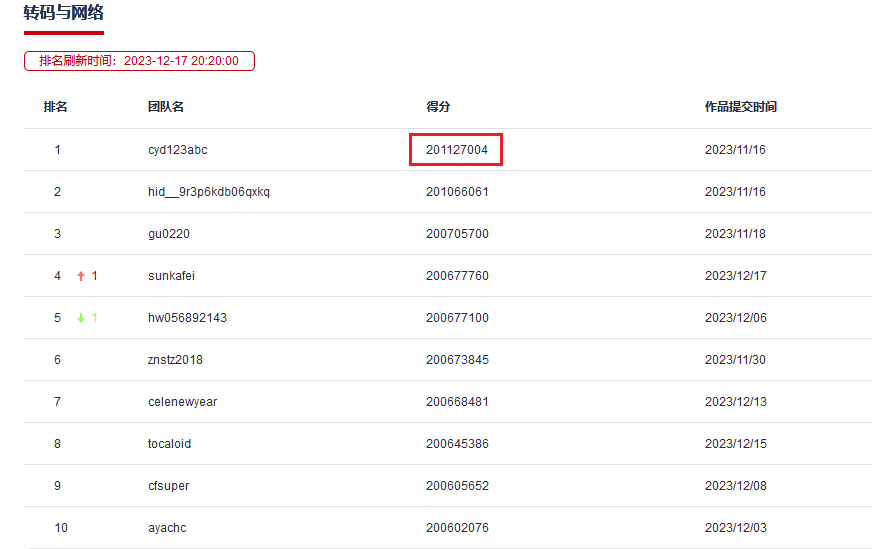 转码与网络
排名刷新时间：2023-12-17 20:20:00
排名 团队名 得分 作品提交时间
1 cyd123abc 201127004 2023/11/16
2 hid__9r3p6kdb06qxkq 201066061 2023/11/16
3 gu0220 200705700 2023/11/18
4 1 sunkafei 200677760 2023/12/17
5 1 hw056892143 200677100 2023/12/06
6 znstz2018 200673845 2023/11/30
7 celenewyear 200668481 2023/12/13
8 tocaloid 200645386 2023/12/15
9 cfsuper 200605652 2023/12/08
10 ayachc 200602076 2023/12/03